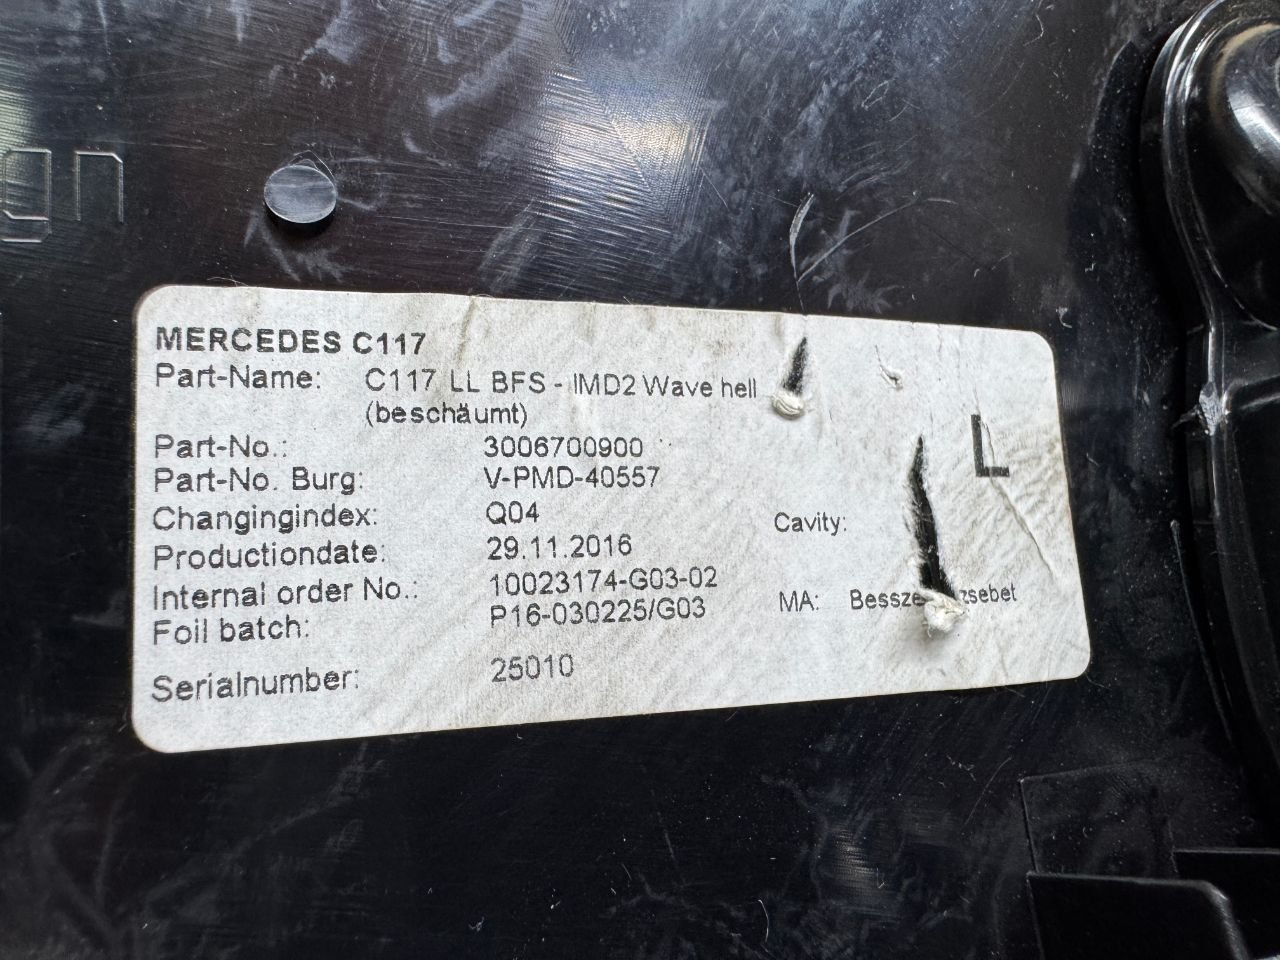 gn
MERCEDES C117
Part-Name: C117 LL BFS - IMD2 Wave hell
(beschäumt)
Part-No.: 3006700900
L
Part-No. Burg: V-PMD-40557
Changingindex: Q04
Cavity:
Productiondate: 29.11.2016
Internal order No.: 10023174-G03-02
MA:
Foil batch: P16-030225/G03
Serialnumber: 25010